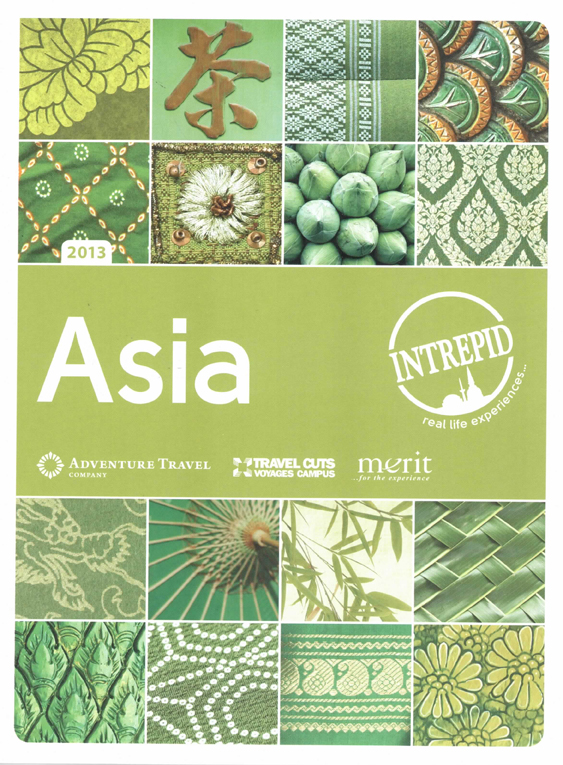 茶
2013
Asia
INTREPID
real life experiences...
ADVENTURE TRAVEL
COMPANY
TRAVEL CUTS
VOYAGES CAMPUS
merit
...for the experience